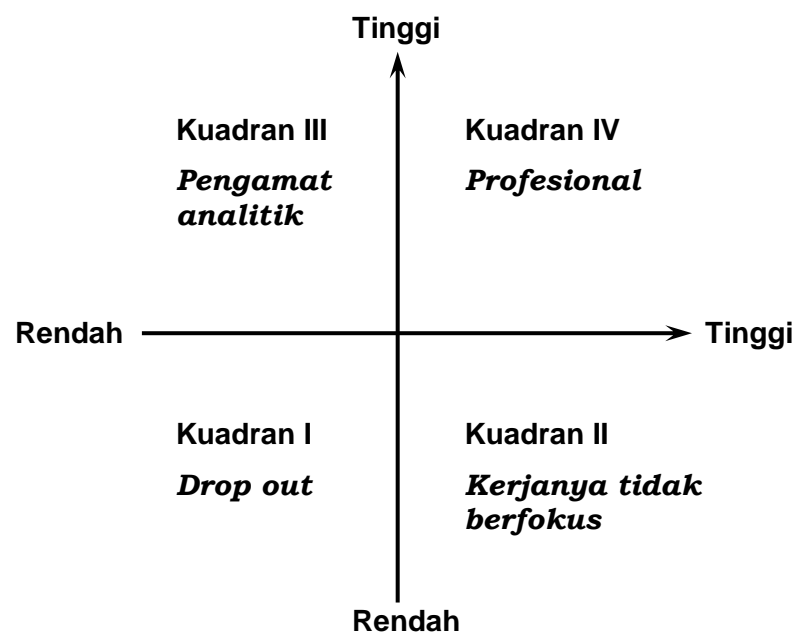 Tinggi
Kuadran III
Pengamat
analitik
Kuadran IV
Profesional
Rendah
Tinggi
Kuadran I
Drop out
Kuadran II
Kerjanya tidak
berfokus
Rendah